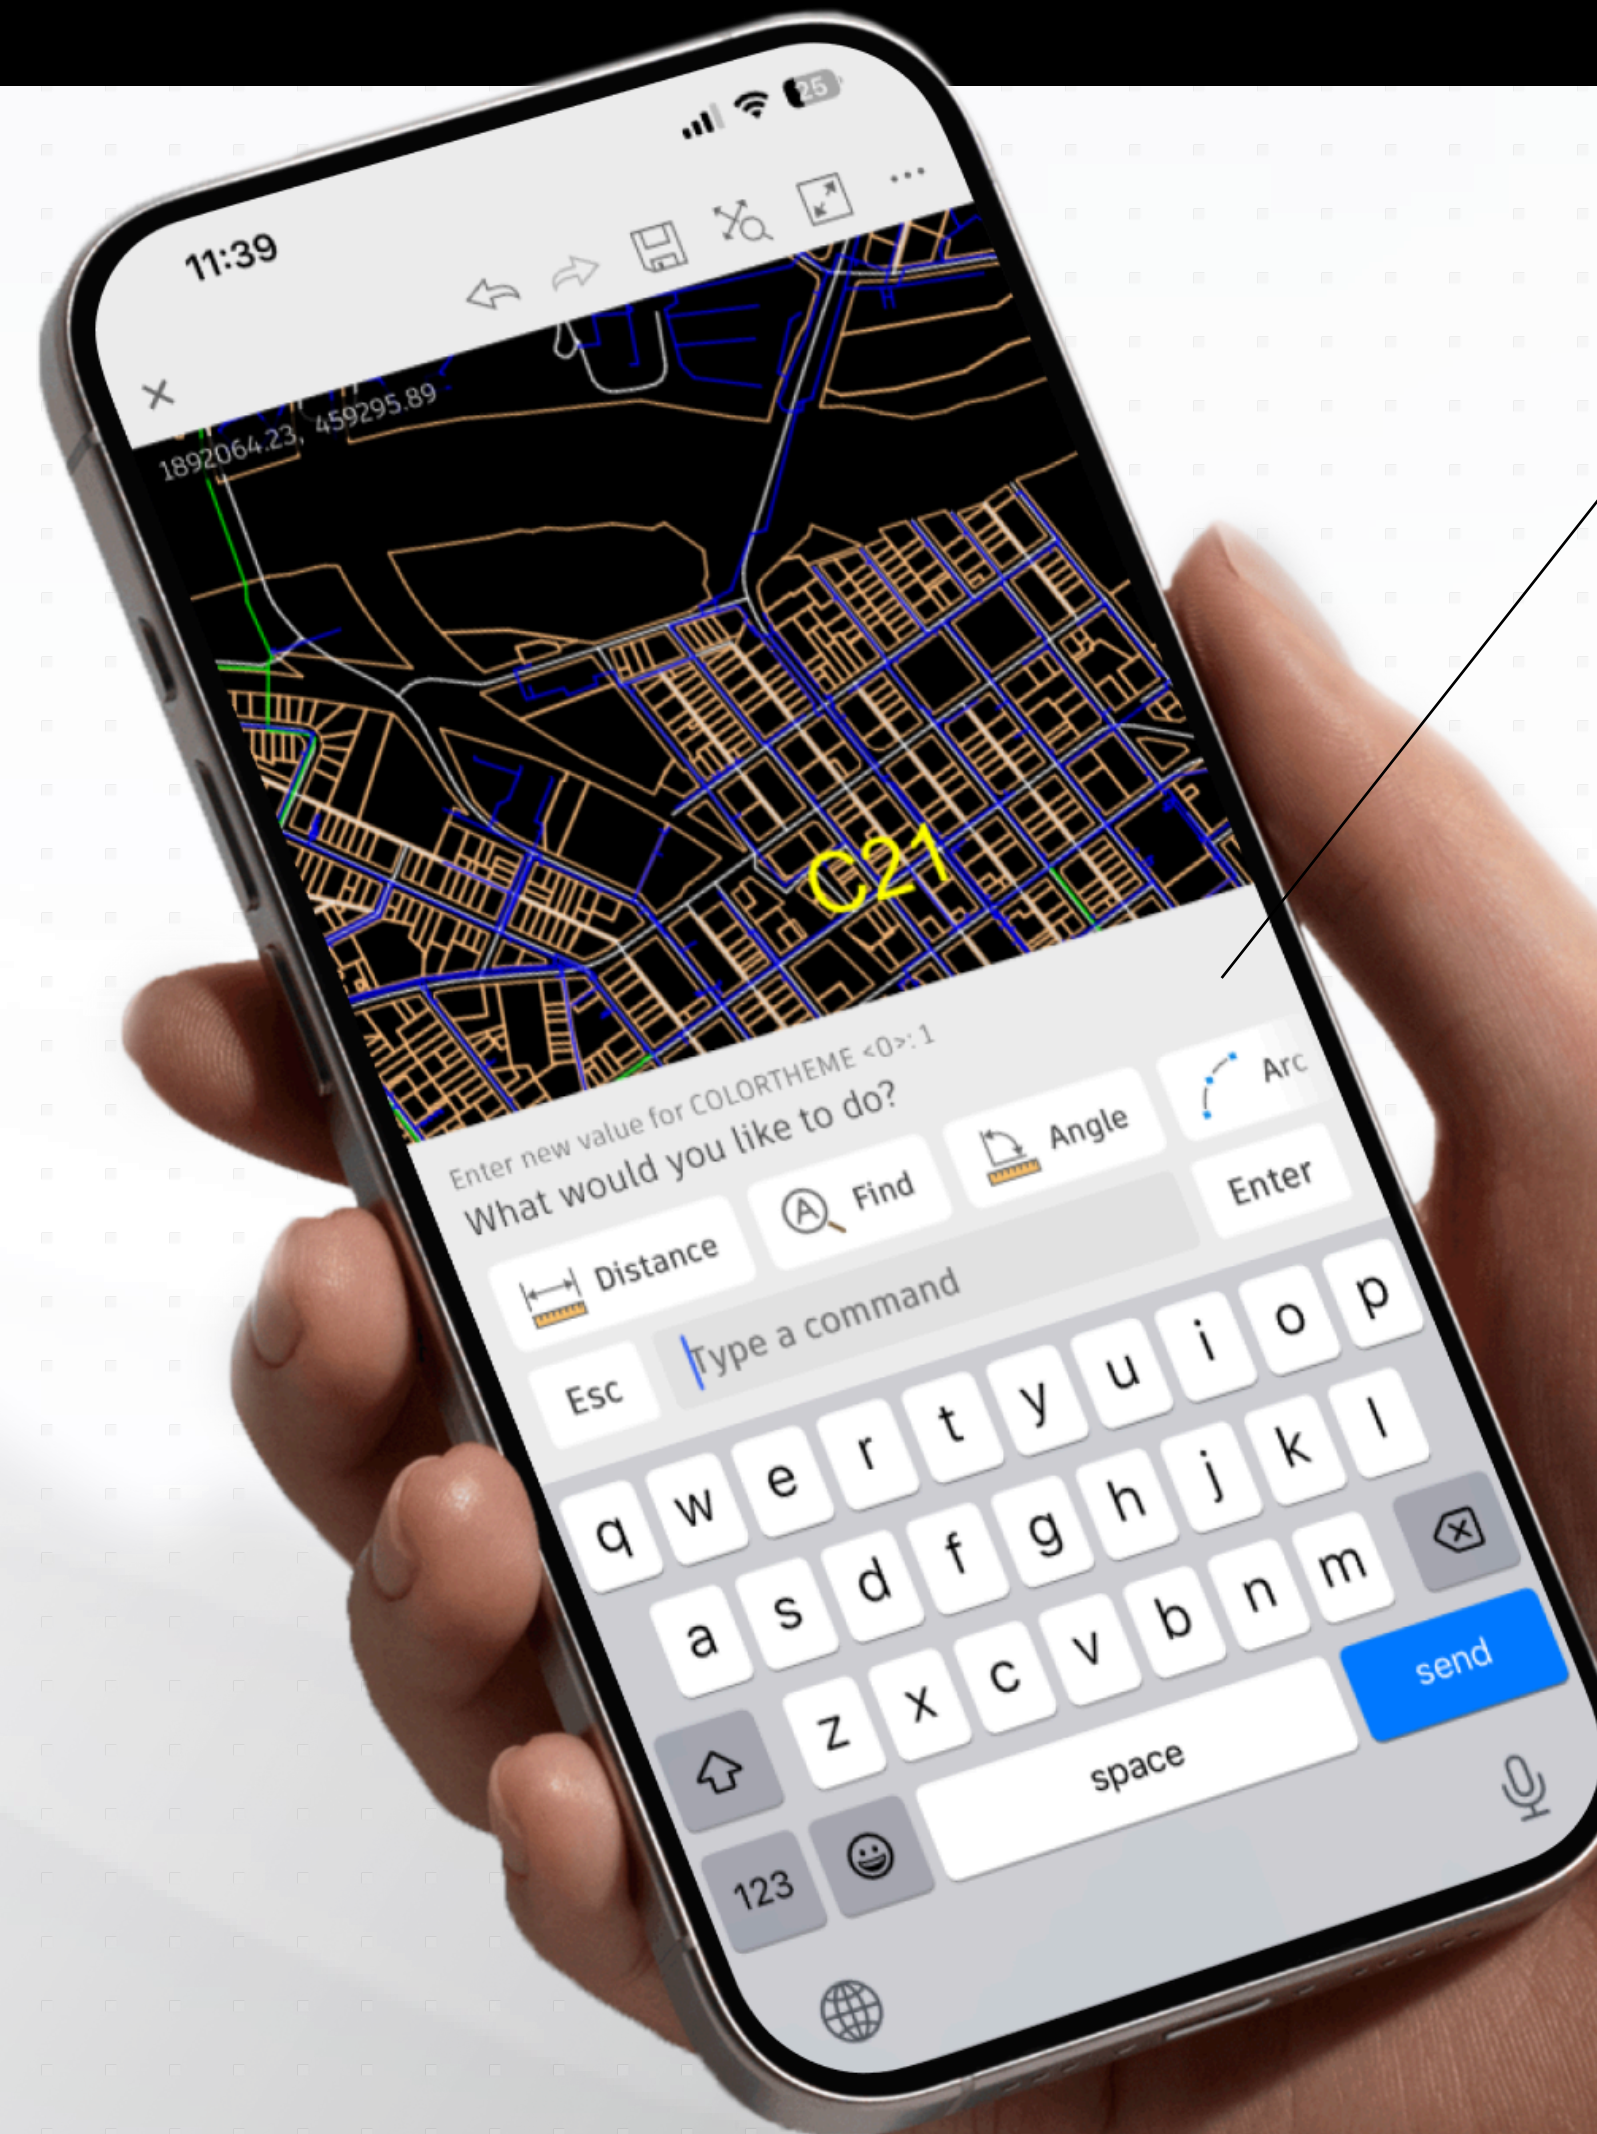 11:39
25
1892064.23, 459295.89
C21
Enter new value for COLORTHEME <0>: 1
What would you like to do?
Distance
Find
Angle
Arc
Esc
Type a command
Enter
q w e r t y u i o p
a s d f g h j k l
z x c v b n m
123
space
send